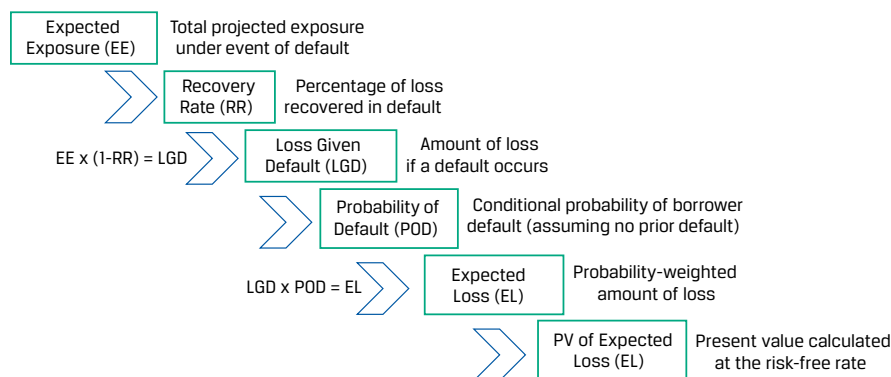 Expected
Exposure (EE)
Total projected exposure
under event of default
Recovery
Rate (RR)
Percentage of loss
recovered in default
EE x (1-RR) = LGD
Loss Given
Default (LGD)
Amount of loss
if a default occurs
Probability of
Default (POD)
Conditional probability of borrower
default (assuming no prior default)
LGD x POD = EL
Expected
Loss (EL)
Probability-weighted
amount of loss
PV of Expected
Loss (EL)
Present value calculated
at the risk-free rate